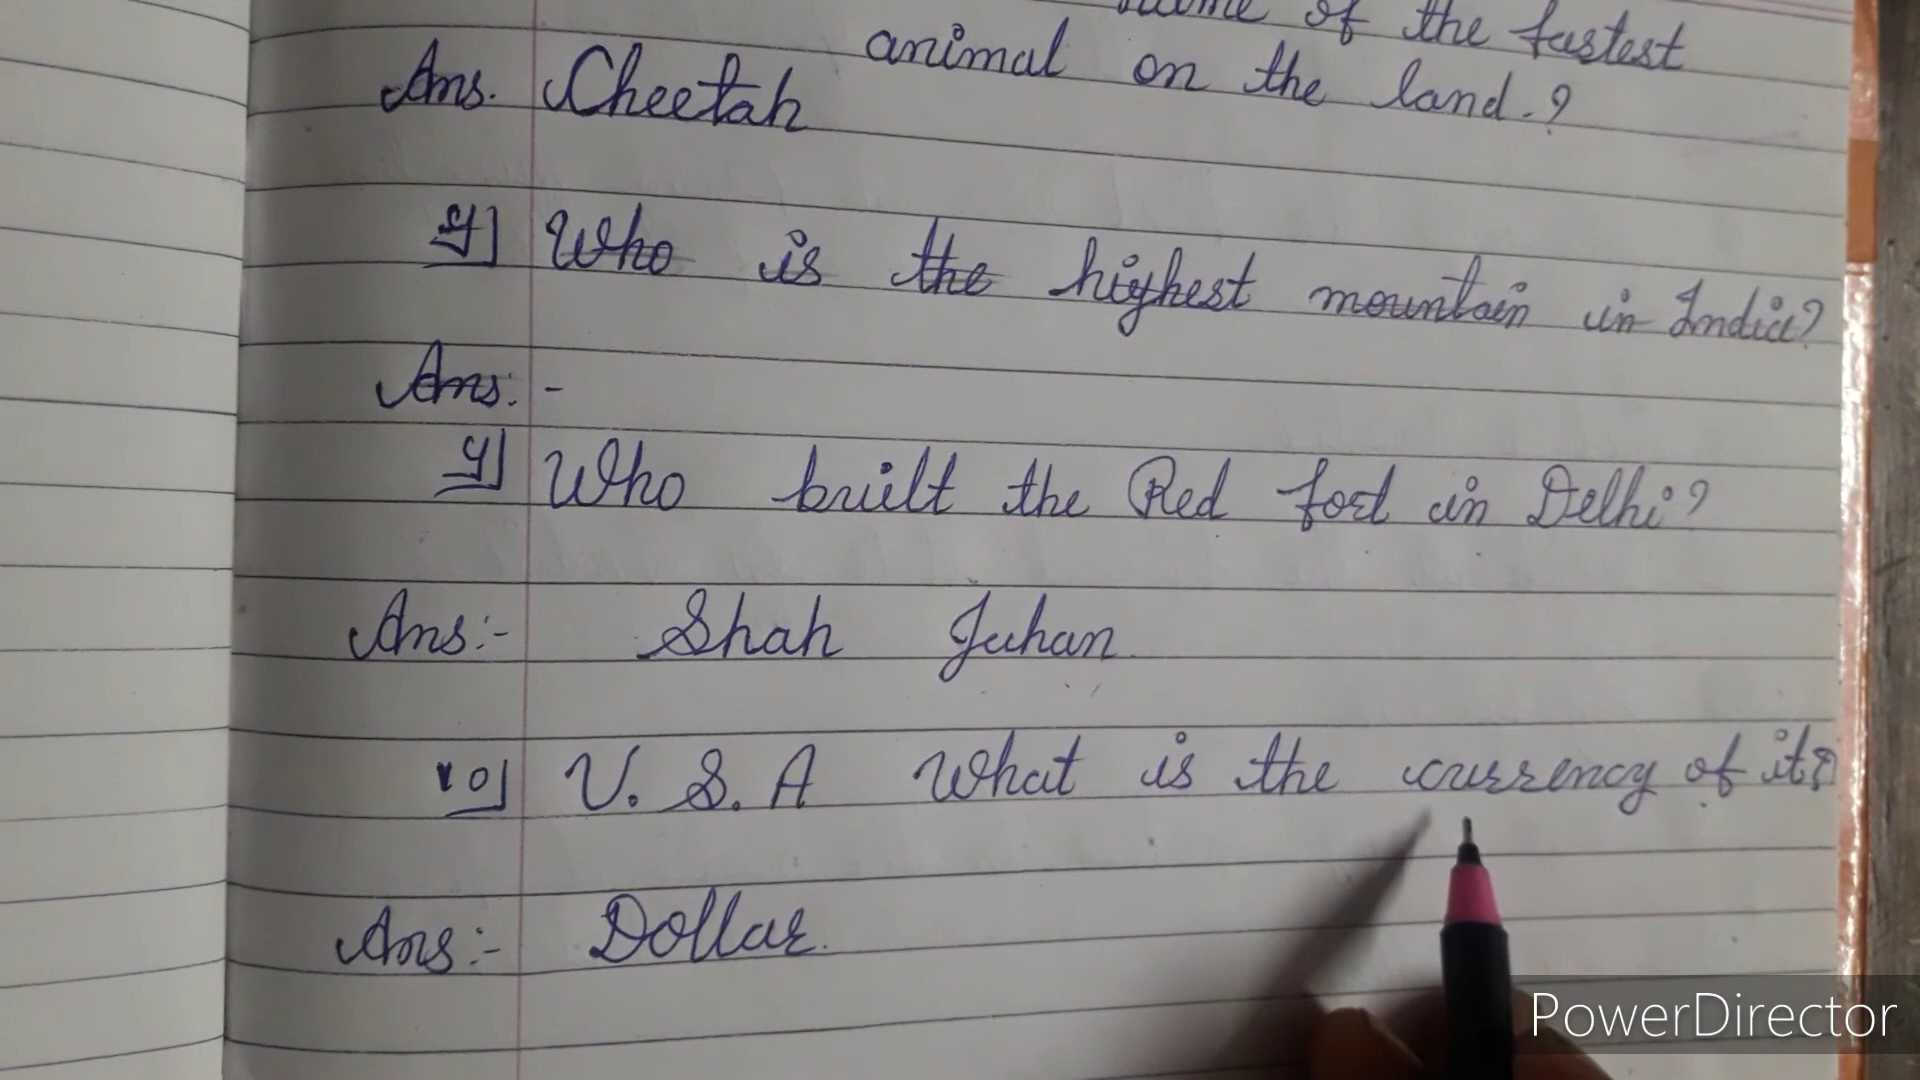 name of the fastest
animal on the land.?
Ans. Cheetah
Who is the highest mountain in India?
Ans:-
9] Who built the Red fort in Delhi?
Ans:- Shah Jahan.
10] U.S.A What is the currency of it?
Ans:- Dollar.
PowerDirector